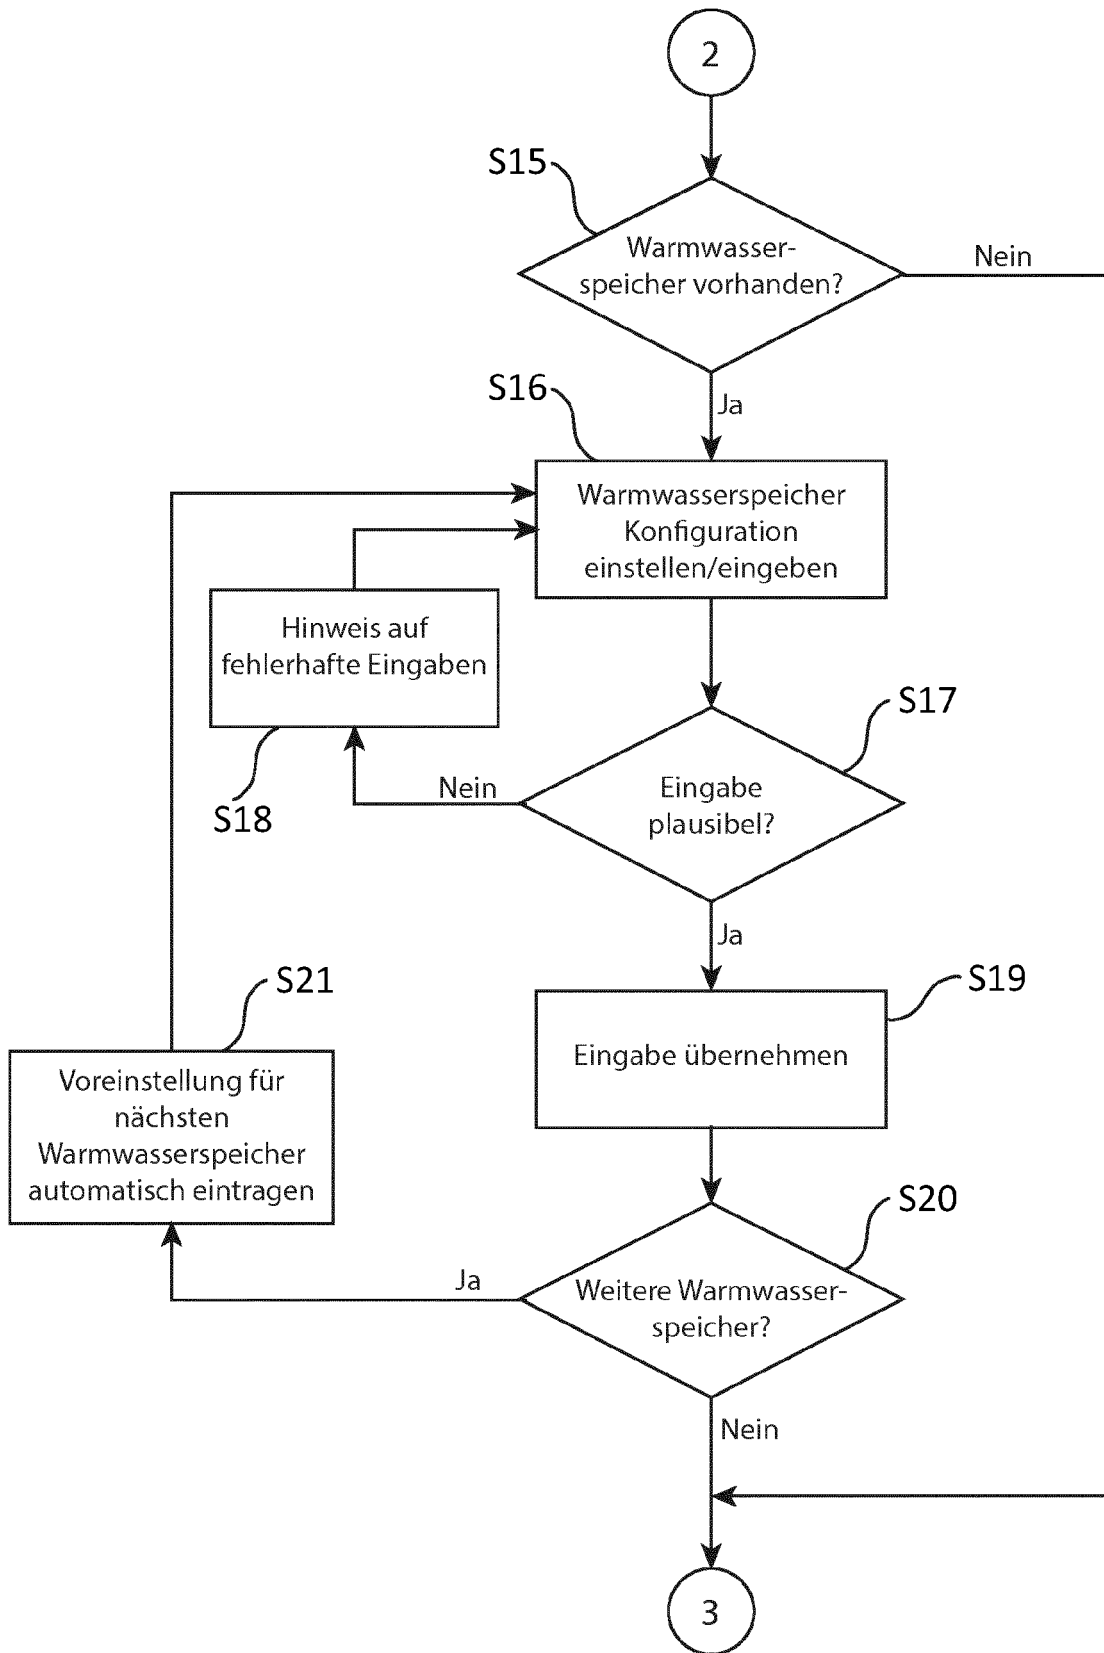 2
S15
Warmwasser-
speicher vorhanden?
Nein
S16
Ja
Warmwasserspeicher
Konfiguration
einstellen/eingeben
Hinweis auf
fehlerhafte Eingaben
S17
S18
Nein
Eingabe
plausibel?
Ja
S21
S19
Eingabe übernehmen
Voreinstellung für
nächsten
Warmwasserspeicher
automatisch eintragen
S20
Ja
Weitere Warmwasser-
speicher?
Nein
3